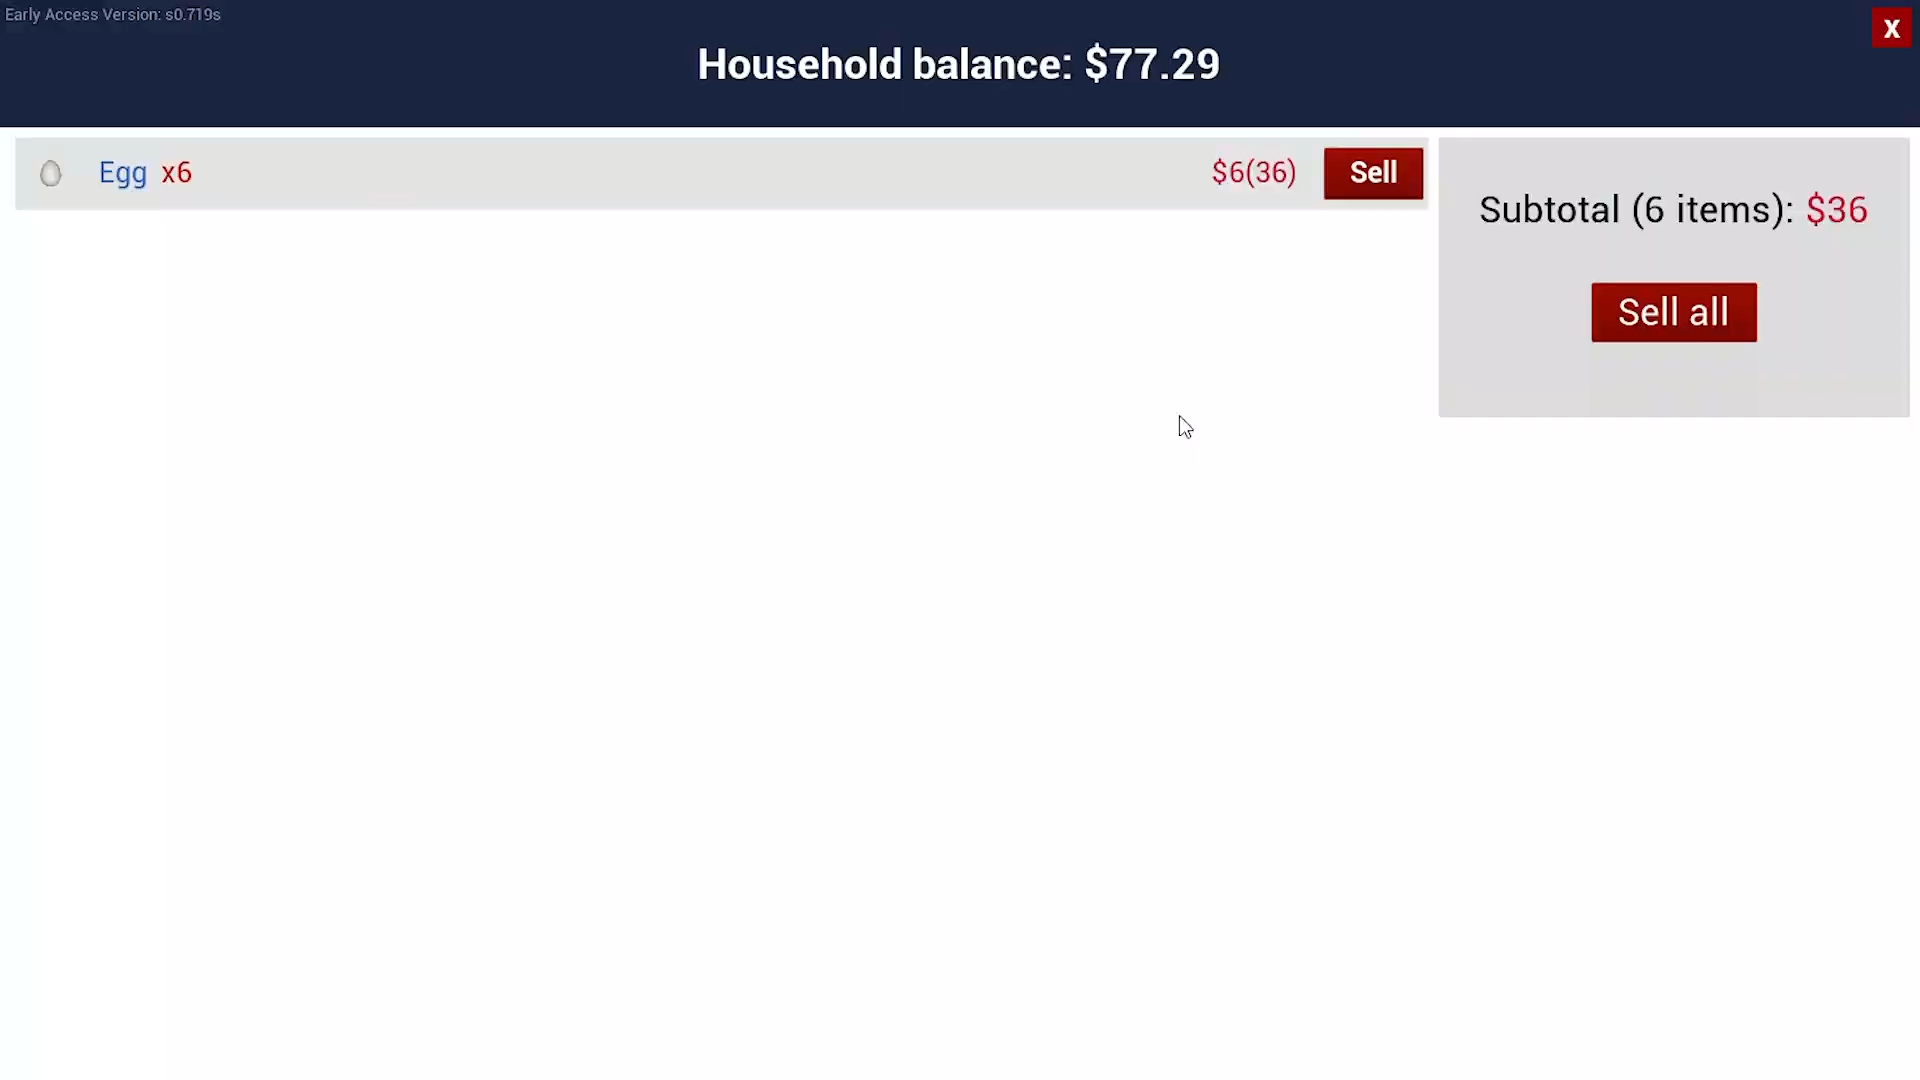 Early Access Version: s0.719s
X
Household balance: $77.29
Egg x6 $6(36) Sell
Subtotal (6 items): $36
Sell all